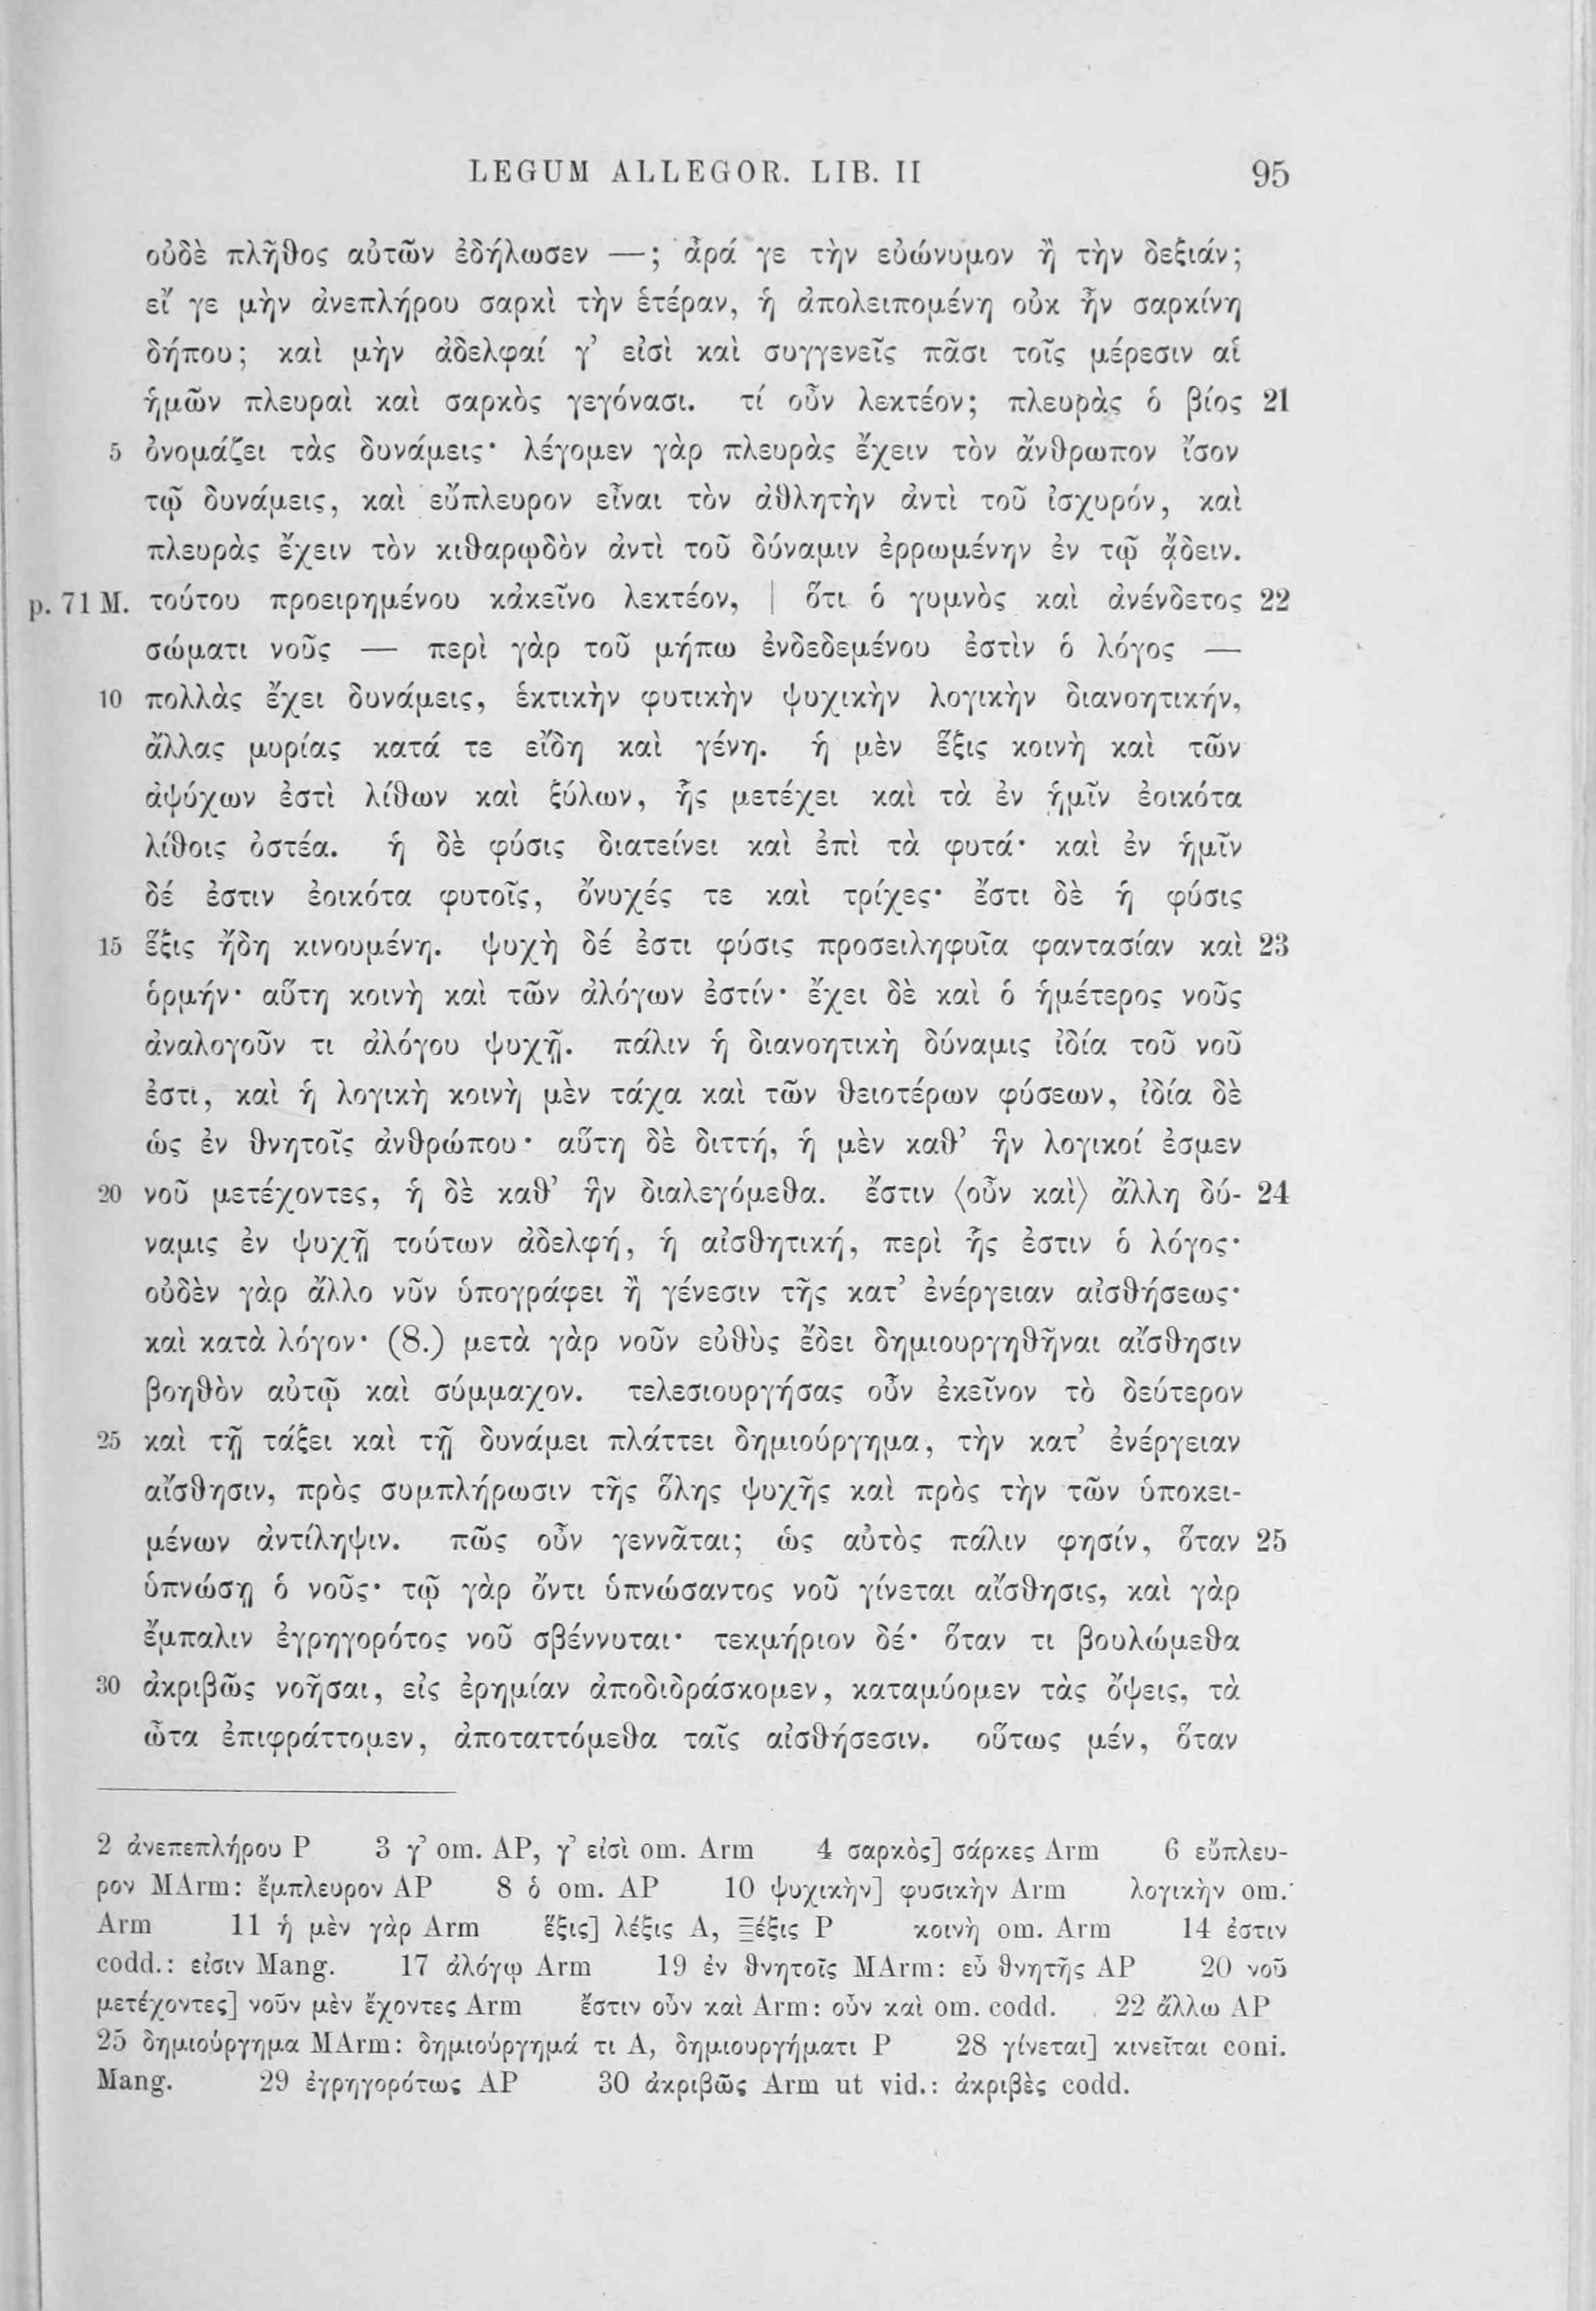 LEGUM ALLEGOR. LIB. II 95
οὐδὲ πλῆθος αὐτῶν ἐδήλωσεν —; ἆρά γε τὴν εὐώνυμον ἢ τὴν δεξιάν;
εἴ γε μὴν ἀνεπλήρου σαρκὶ τὴν ἑτέραν, ἡ ἀπολειπομένη οὐκ ἦν σαρκίνη
δήπου; καὶ μὴν ἀδελφαί γ’ εἰσὶ καὶ συγγενεῖς πᾶσι τοῖς μέρεσιν αἱ
ἡμῶν πλευραὶ καὶ σαρκὸς γεγόνασι. τί οὖν λεκτέον; πλευρὰς ὁ βίος 21
5 ὀνομάζει τὰς δυνάμεις· λέγομεν γὰρ πλευρὰς ἔχειν τὸν ἄνθρωπον ἴσον
τῷ δυνάμεις, καὶ εὔπλευρον εἶναι τὸν ἀθλητὴν ἀντὶ τοῦ ἰσχυρόν, καὶ
πλευρὰς ἔχειν τὸν κιθαρῳδὸν ἀντὶ τοῦ δύναμιν ἐρρωμένην ἐν τῷ ᾄδειν.
p. 71 M. τούτου προειρημένου κἀκεῖνο λεκτέον, | ὅτι ὁ γυμνὸς καὶ ἀνένδετος 22
σώματι νοῦς — περὶ γὰρ τοῦ μήπω ἐνδεδεμένου ἐστὶν ὁ λόγος —
10 πολλὰς ἔχει δυνάμεις, ἑκτικὴν φυτικὴν ψυχικὴν λογικὴν διανοητικήν,
ἄλλας μυρίας κατά τε εἴδη καὶ γένη. ἡ μὲν ἕξις κοινὴ καὶ τῶν
ἀψύχων ἐστὶ λίθων καὶ ξύλων, ἧς μετέχει καὶ τὰ ἐν ἡμῖν ἐοικότα
λίθοις ὀστέα. ἡ δὲ φύσις διατείνει καὶ ἐπὶ τὰ φυτά· καὶ ἐν ἡμῖν
δέ ἐστιν ἐοικότα φυτοῖς, ὄνυχές τε καὶ τρίχες· ἔστι δὲ ἡ φύσις
15 ἕξις ἤδη κινουμένη. ψυχὴ δέ ἐστι φύσις προσειληφυῖα φαντασίαν καὶ 23
ὁρμήν· αὕτη κοινὴ καὶ τῶν ἀλόγων ἐστίν· ἔχει δὲ καὶ ὁ ἡμέτερος νοῦς
ἀναλογοῦν τι ἀλόγου ψυχῇ. πάλιν ἡ διανοητικὴ δύναμις ἰδία τοῦ νοῦ
ἐστι, καὶ ἡ λογικὴ κοινὴ μὲν τάχα καὶ τῶν θειοτέρων φύσεων, ἰδία δὲ
ὡς ἐν θνητοῖς ἀνθρώπου· αὕτη δὲ διττή, ἡ μὲν καθ’ ἣν λογικοί ἐσμεν
20 νοῦ μετέχοντες, ἡ δὲ καθ’ ἣν διαλεγόμεθα. ἔστιν ⟨οὖν καὶ⟩ ἄλλη δύ- 24
ναμις ἐν ψυχῇ τούτων ἀδελφή, ἡ αἰσθητική, περὶ ἧς ἐστιν ὁ λόγος·
οὐδὲν γὰρ ἄλλο νῦν ὑπογράφει ἢ γένεσιν τῆς κατ’ ἐνέργειαν αἰσθήσεως·
καὶ κατὰ λόγον· (8.) μετὰ γὰρ νοῦν εὐθὺς ἔδει δημιουργηθῆναι αἴσθησιν
βοηθὸν αὐτῷ καὶ σύμμαχον. τελεσιουργήσας οὖν ἐκεῖνον τὸ δεύτερον
25 καὶ τῇ τάξει καὶ τῇ δυνάμει πλάττει δημιούργημα, τὴν κατ’ ἐνέργειαν
αἴσθησιν, πρὸς συμπλήρωσιν τῆς ὅλης ψυχῆς καὶ πρὸς τὴν τῶν ὑποκει-
μένων ἀντίληψιν. πῶς οὖν γεννᾶται; ὡς αὐτὸς πάλιν φησίν, ὅταν 25
ὑπνώσῃ ὁ νοῦς· τῷ γὰρ ὄντι ὑπνώσαντος νοῦ γίνεται αἴσθησις, καὶ γὰρ
ἔμπαλιν ἐγρηγορότος νοῦ σβέννυται· τεκμήριον δέ· ὅταν τι βουλώμεθα
30 ἀκριβῶς νοῆσαι, εἰς ἐρημίαν ἀποδιδράσκομεν, καταμύομεν τὰς ὄψεις, τὰ
ὦτα ἐπιφράττομεν, ἀποταττόμεθα ταῖς αἰσθήσεσιν. οὕτως μέν, ὅταν
2 ἀνεπεπλήρου P 3 γ’ om. AP, γ’ εἰσὶ om. Arm 4 σαρκὸς] σάρκες Arm 6 εὔπλευ-
ρον MArm: ἔμπλευρον AP 8 ὁ om. AP 10 ψυχικὴν] φυσικὴν Arm λογικὴν om.
Arm 11 ἡ μὲν γὰρ Arm ἕξις] λέξις A, Ξέξις P κοινὴ om. Arm 14 ἐστιν
codd.: εἰσιν Mang. 17 ἀλόγῳ Arm 19 ἐν θνητοῖς MArm: εὖ θνητῆς AP 20 νοῦ
μετέχοντες] νοῦν μὲν ἔχοντες Arm ἔστιν οὖν καὶ Arm: οὖν καὶ om. codd. 22 ἄλλω AP
25 δημιούργημα MArm: δημιούργημά τι A, δημιουργήματι P 28 γίνεται] κινεῖται coni.
Mang. 29 ἐγρηγορότως AP 30 ἀκριβῶς Arm ut vid.: ἀκριβὲς codd.